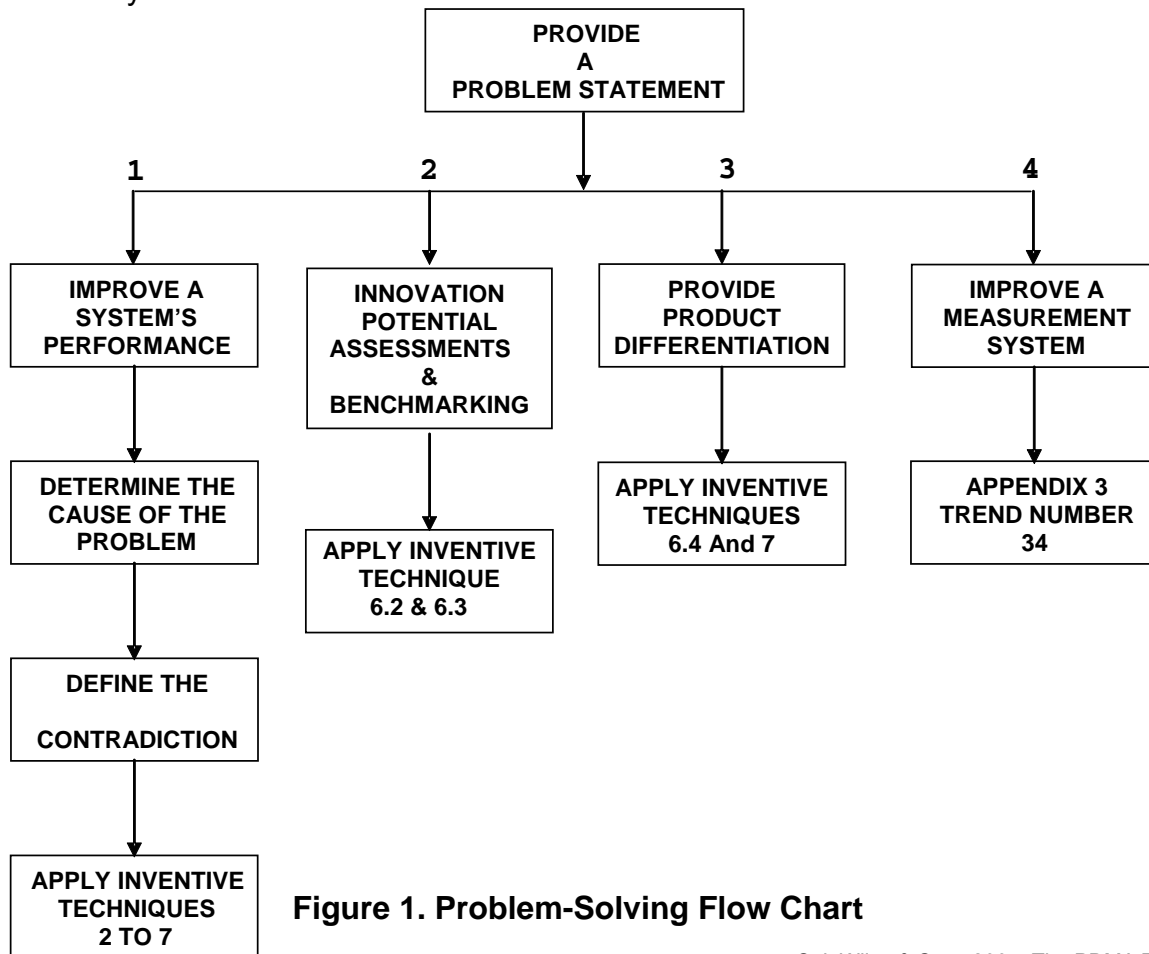 PROVIDE
A
PROBLEM STATEMENT
1
2
3
4
IMPROVE A
SYSTEM'S
PERFORMANCE
INNOVATION
POTENTIAL
ASSESSMENTS
&
BENCHMARKING
PROVIDE
PRODUCT
DIFFERENTIATION
IMPROVE A
MEASUREMENT
SYSTEM
DETERMINE THE
CAUSE OF THE
PROBLEM
APPLY INVENTIVE
TECHNIQUE
6.2 & 6.3
APPLY INVENTIVE
TECHNIQUES
6.4 And 7
APPENDIX 3
TREND NUMBER
34
DEFINE THE
CONTRADICTION
APPLY INVENTIVE
TECHNIQUES
2 TO 7
Figure 1. Problem-Solving Flow Chart